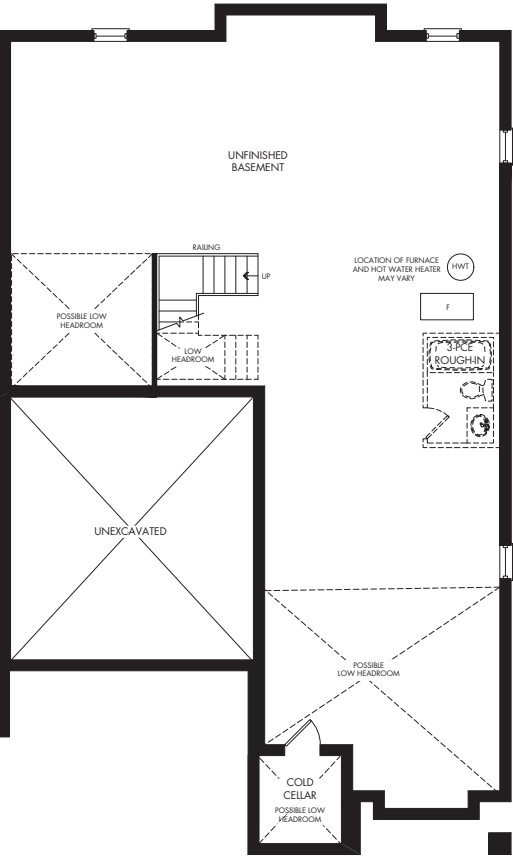 UNFINISHED
BASEMENT
RAILING
UP
LOCATION OF FURNACE
AND HOT WATER HEATER
MAY VARY
HWT
F
POSSIBLE LOW
HEADROOM
LOW
HEADROOM
3-PCE
ROUGH-IN
UNEXCAVATED
POSSIBLE
LOW HEADROOM
COLD
CELLAR
POSSIBLE LOW
HEADROOM